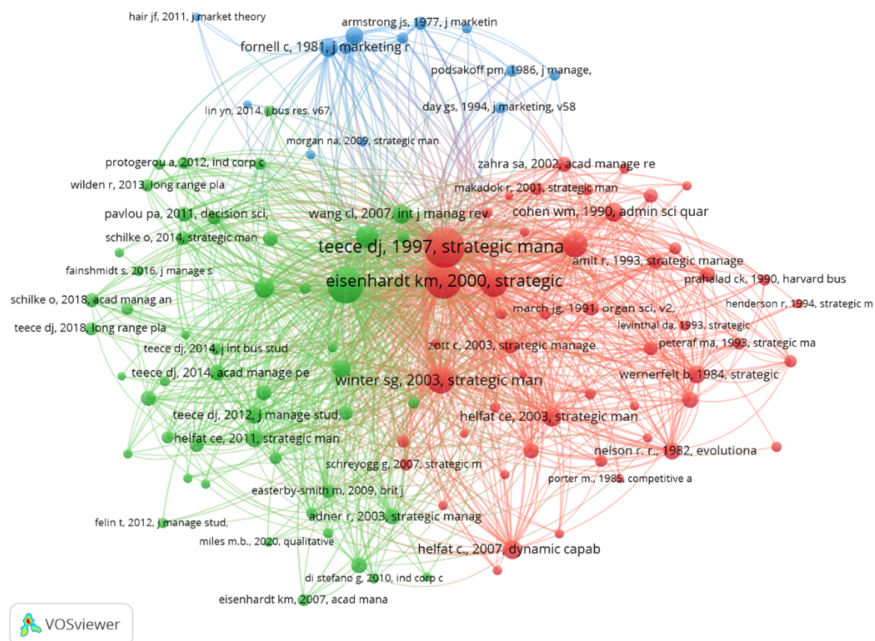 hair jf, 2011, j market theory
armstrong js, 1977, j marketin
fornell c, 1981, j marketing r
podsakoff pm, 1986, j manage,
day gs, 1994, j marketing, v58
lin yn, 2014, j bus res, v67,
morgan na, 2009, strategic man
protogerou a, 2012, ind corp c
zahra sa, 2002, acad manage re
wilden r, 2013, long range pla
makadok r, 2001, strategic man
pavlou pa, 2011, decision sci,
wang cl, 2007, int j manag rev
cohen wm, 1990, admin sci quar
schilke o, 2014, strategic man
teece dj, 1997, strategic mana
amit r, 1993, strategic manage
fainshmidt s, 2016, j manage s
eisenhardt km, 2000, strategic
prahalad ck, 1990, harvard bus
schilke o, 2018, acad manag an
march jg, 1991, organ sci, v2,
henderson r, 1994, strategic m
teece dj, 2018, long range pla
levinthal da, 1993, strategic
teece dj, 2014, j int bus stud
zott c, 2003, strategic manage
peteraf ma, 1993, strategic ma
teece dj, 2014, acad manage pe
winter sg, 2003, strategic man
wernerfelt b, 1984, strategic
teece dj, 2012, j manage stud,
helfat ce, 2003, strategic man
helfat ce, 2011, strategic man
nelson r. r., 1982, evolutiona
schreyogg g, 2007, strategic m
porter m., 1985, competitive a
easterby-smith m, 2009, brit j
adner r, 2003, strategic manag
felin t, 2012, j manage stud,
miles m.b., 2020, qualitative
helfat c., 2007, dynamic capab
di stefano g, 2010, ind corp c
eisenhardt km, 2007, acad mana
VOSviewer